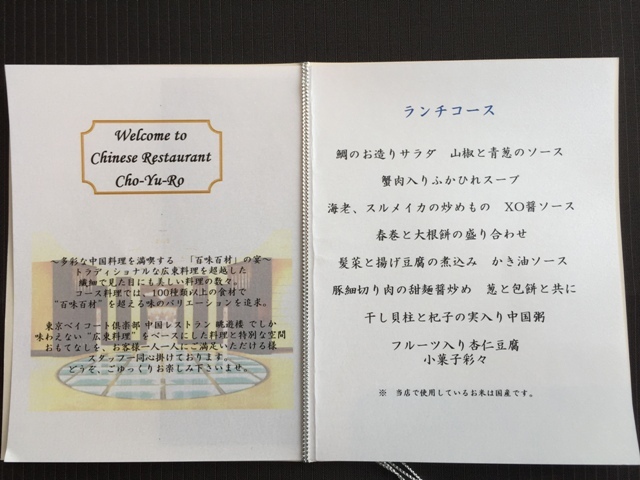 Welcome to
Chinese Restaurant
Cho-Yu-Ro
～多彩な中国料理を満喫する 「百味百材」の宴～
トラディショナルな広東料理を超越した
繊細で見た目にも美しい料理の数々。
コース料理では、100種類以上の食材で
“百味百材”を超える味のバリエーションを追求。
東京ベイコート倶楽部 中国レストラン 眺遊楼 でしか
味わえない“広東料理”をベースにした料理と特別な空間
おもてなしを、お客様一人一人にご満足いただける様
スタッフ一同心掛けております。
どうぞ、ごゆっくりお楽しみ下さいませ。
ランチコース
鯛のお造りサラダ 山椒と青葱のソース
蟹肉入りふかひれスープ
海老、スルメイカの炒めもの XO醤ソース
春巻と大根餅の盛り合わせ
髪菜と揚げ豆腐の煮込み かき油ソース
豚細切り肉の甜麺醤炒め 葱と包餅と共に
干し貝柱と杞子の実入り中国粥
フルーツ入り杏仁豆腐
小菓子彩々
※ 当店で使用しているお米は国産です。